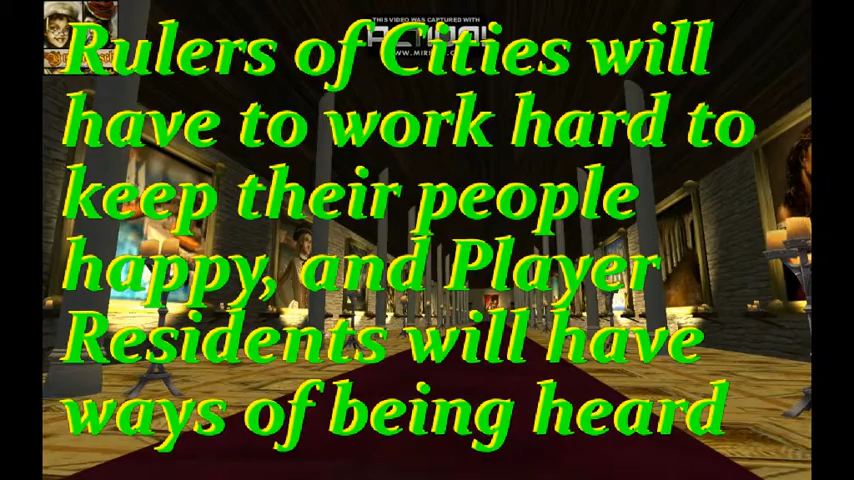 THIS VIDEO WAS CAPTURED WITH
Rulers of Cities will
have to work hard to
keep their people
happy, and Player
Residents will have
ways of being heard